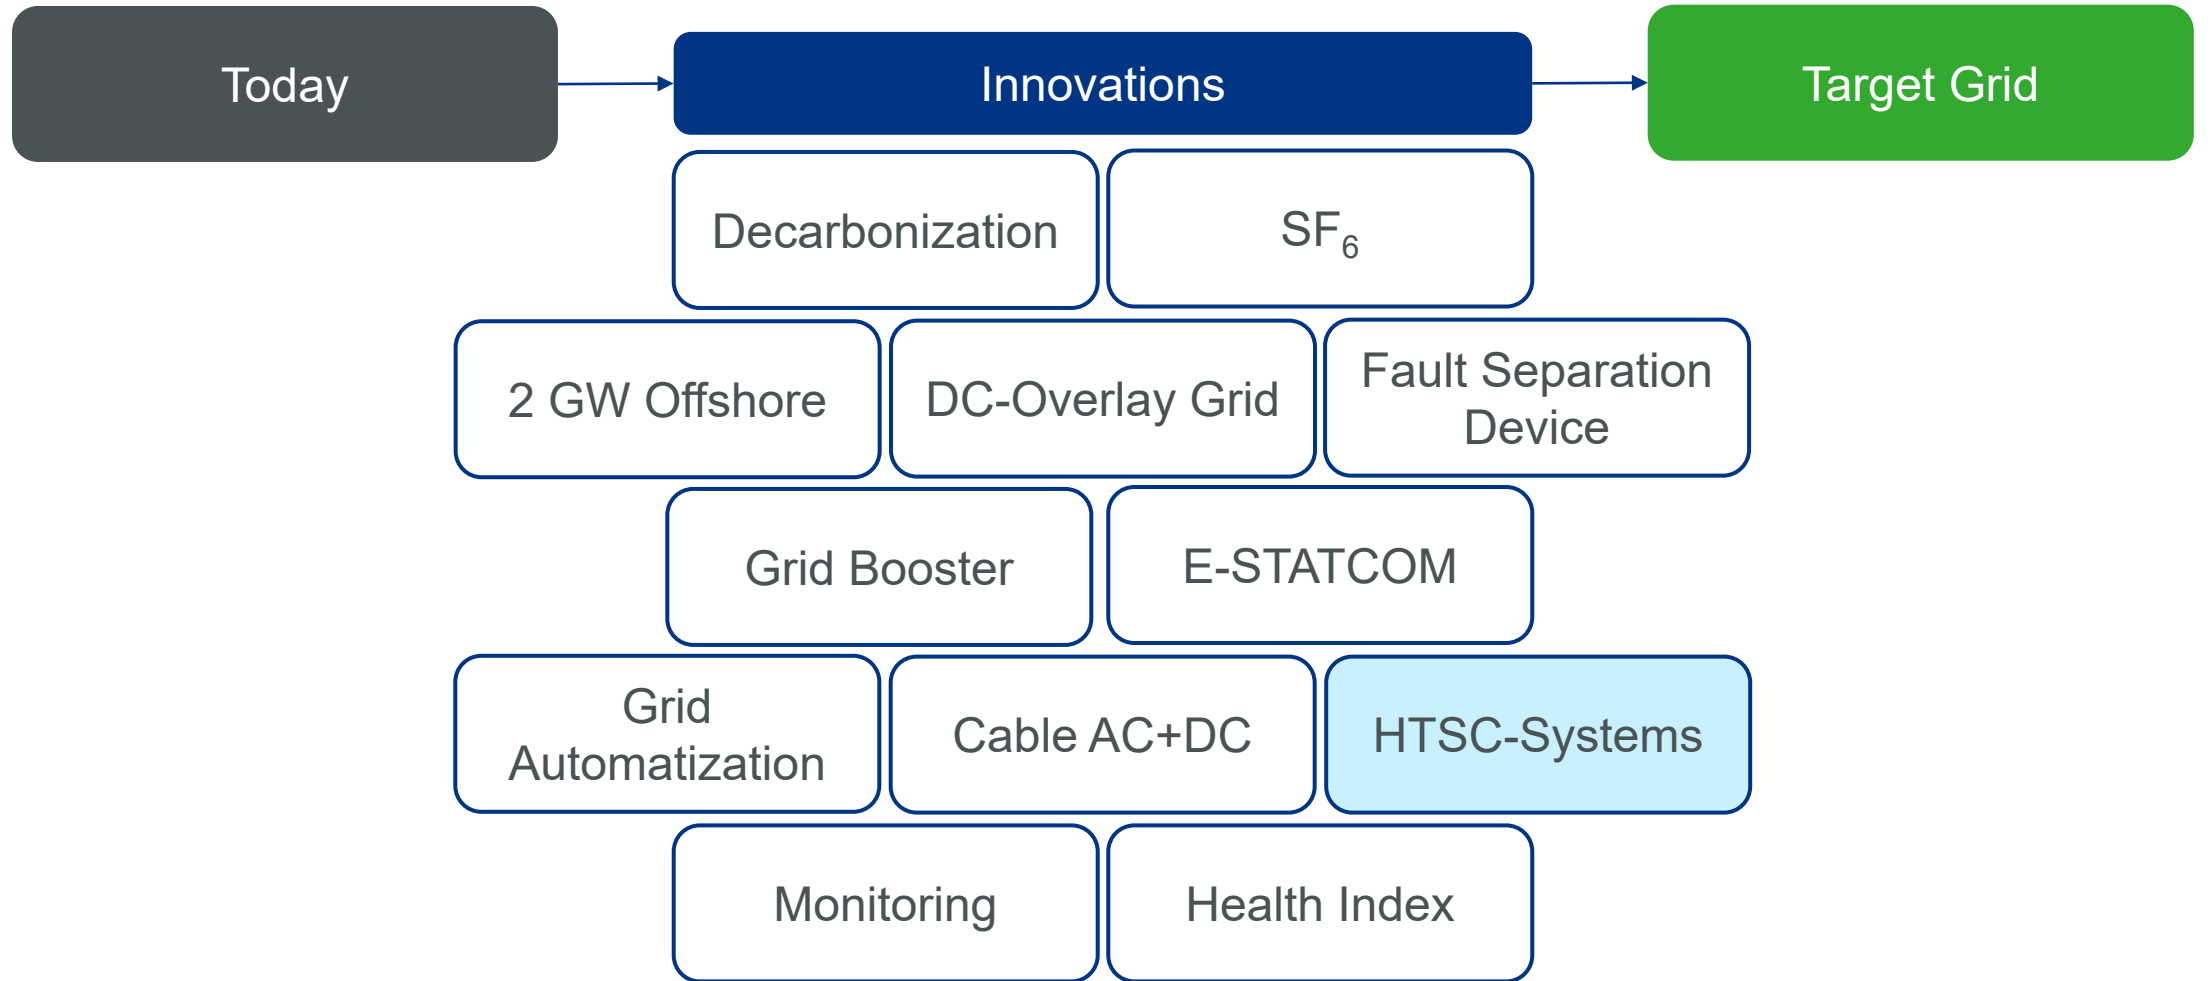 Today
Innovations
Target Grid
Decarbonization
SF₆
2 GW Offshore
DC-Overlay Grid
Fault Separation
Device
Grid Booster
E-STATCOM
Grid
Automatization
Cable AC+DC
HTSC-Systems
Monitoring
Health Index